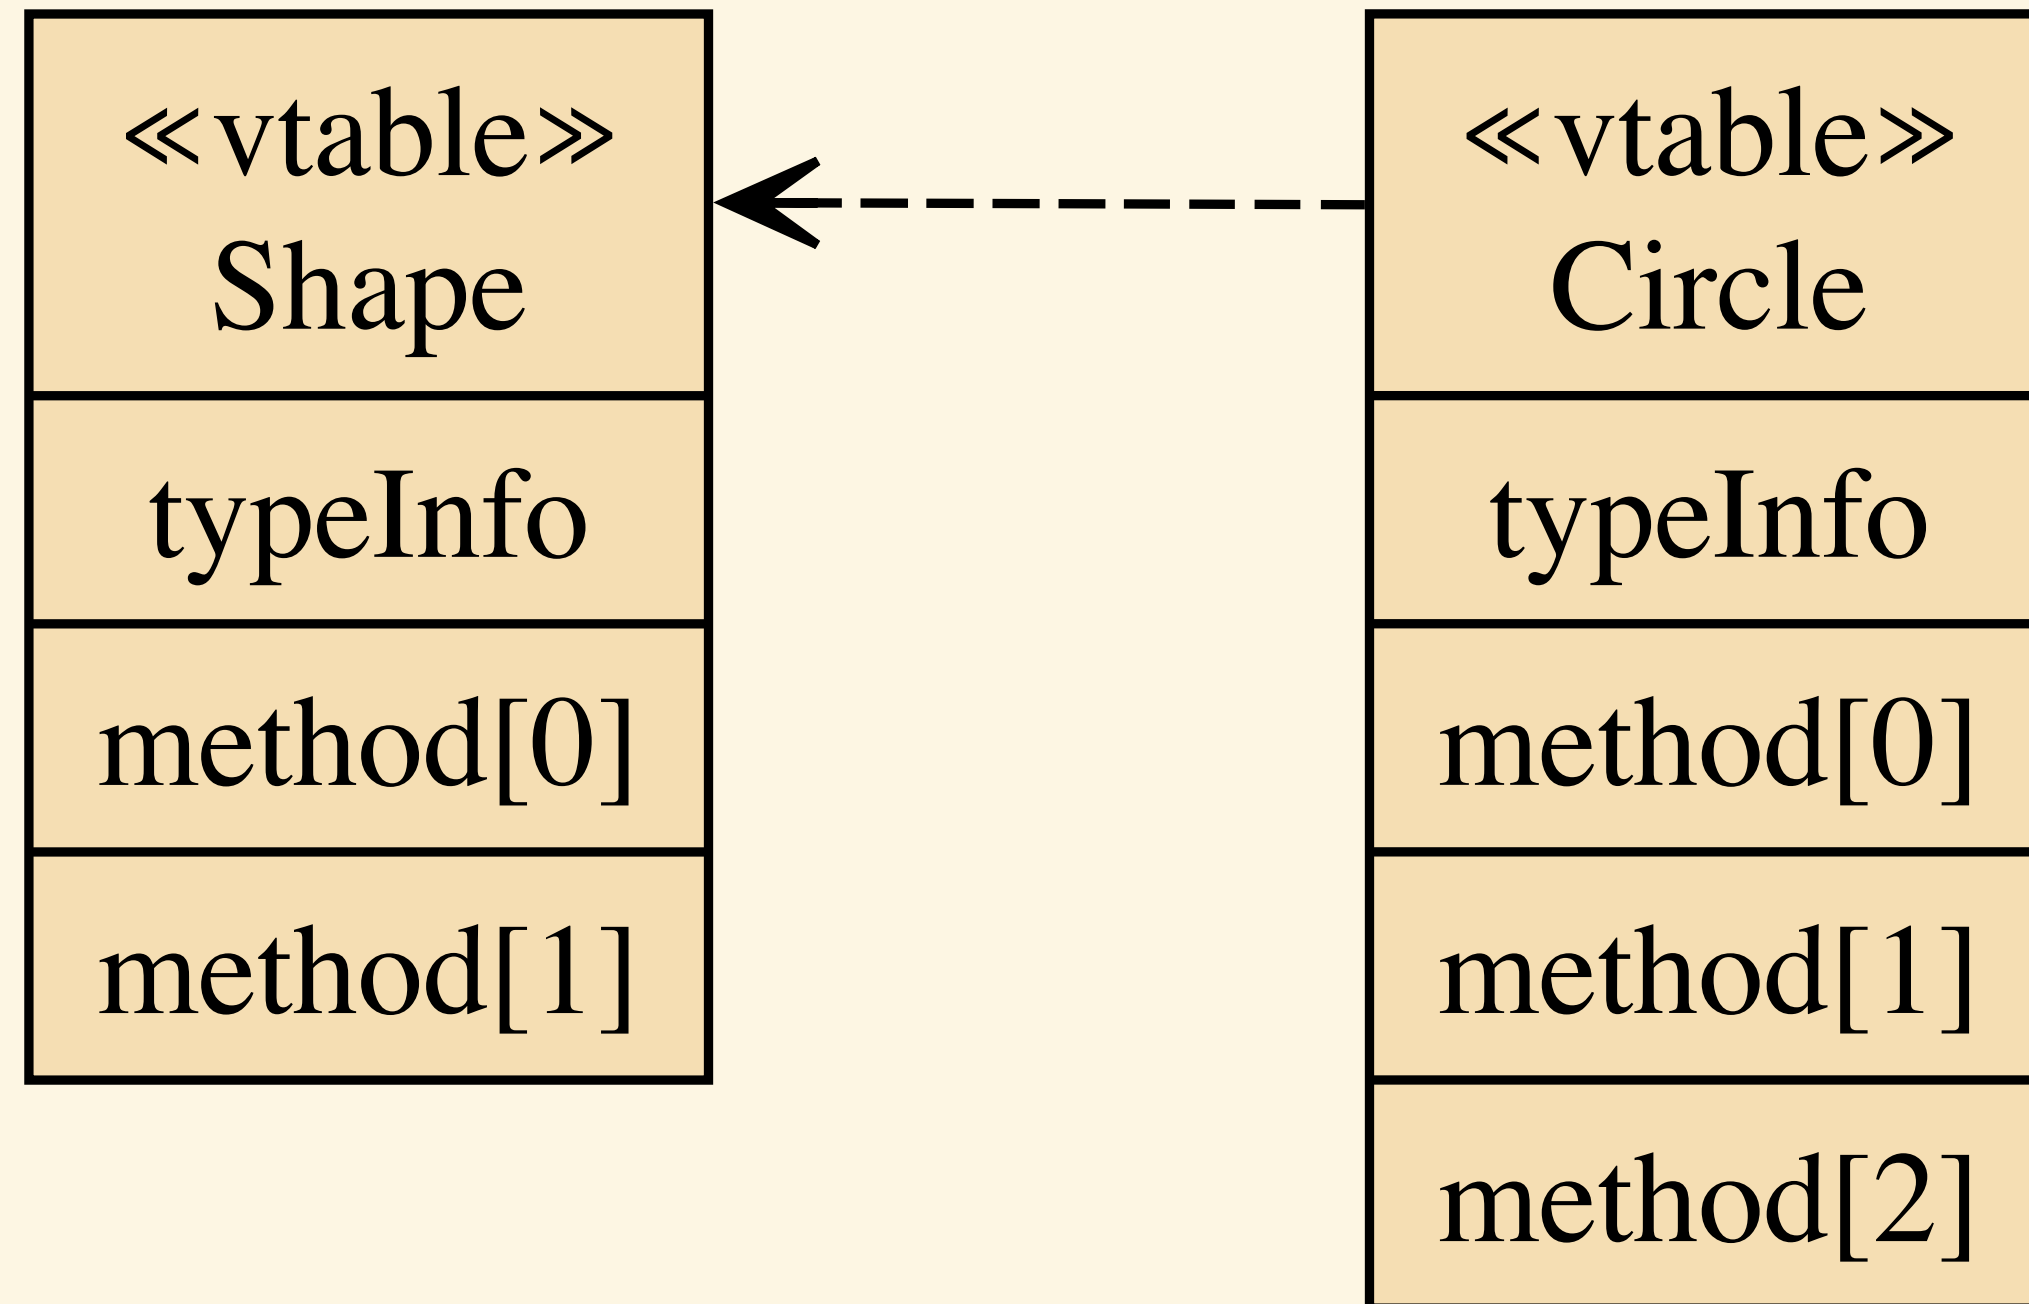 ≪vtable≫
Shape
typeInfo
method[0]
method[1]
≪vtable≫
Circle
typeInfo
method[0]
method[1]
method[2]